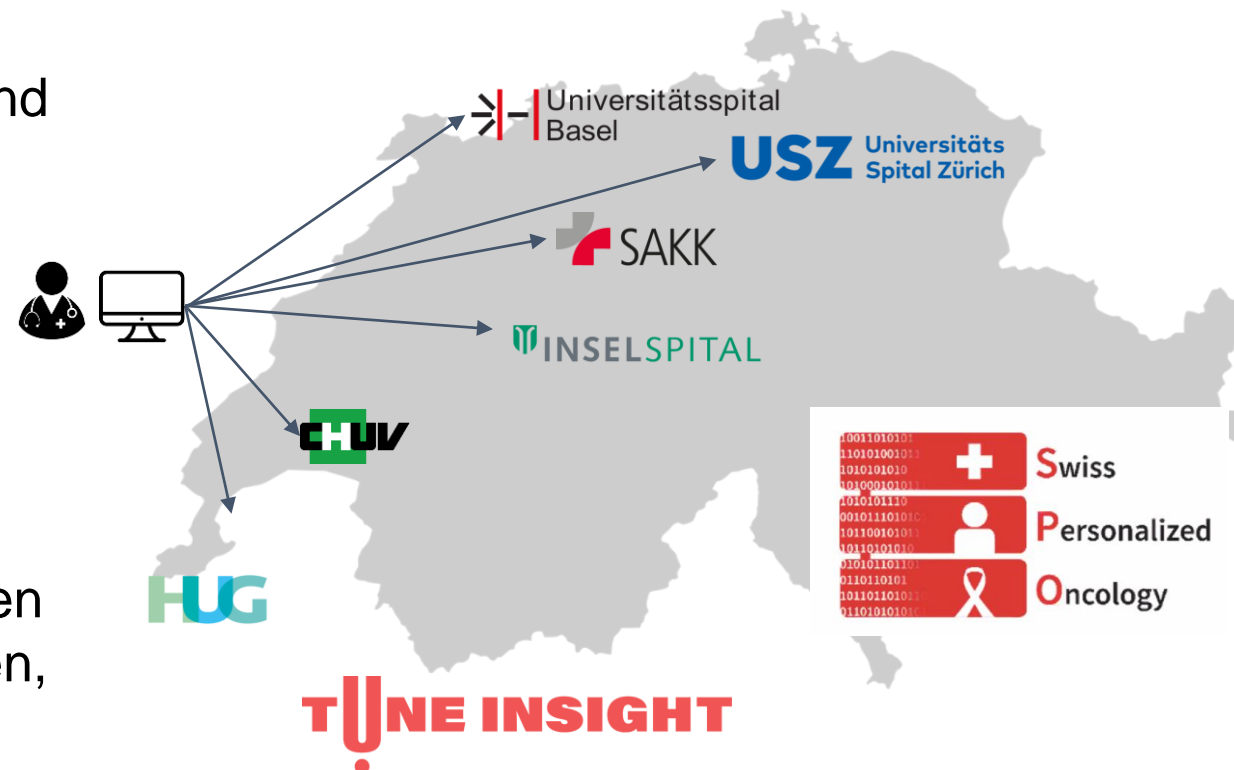 nd
Universitätsspital
Basel
USZ Universitäts
Spital Zürich
SAKK
INSELSPITAL
CHUV
Swiss
Personalized
Oncology
HUG
en
en,
TUNE INSIGHT